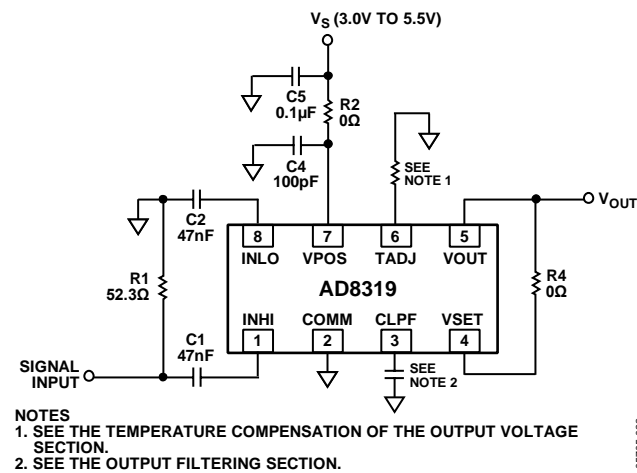 VS (3.0V TO 5.5V)
C5
0.1µF
R2
0Ω
C4
100pF
SEE
NOTE 1
C2
47nF
VOUT
8
7
6
5
INLO
VPOS
TADJ
VOUT
R1
52.3Ω
AD8319
R4
0Ω
INHI
COMM
CLPF
VSET
C1
47nF
1
2
3
4
SIGNAL
INPUT
SEE
NOTE 2
NOTES
1. SEE THE TEMPERATURE COMPENSATION OF THE OUTPUT VOLTAGE
SECTION.
2. SEE THE OUTPUT FILTERING SECTION.